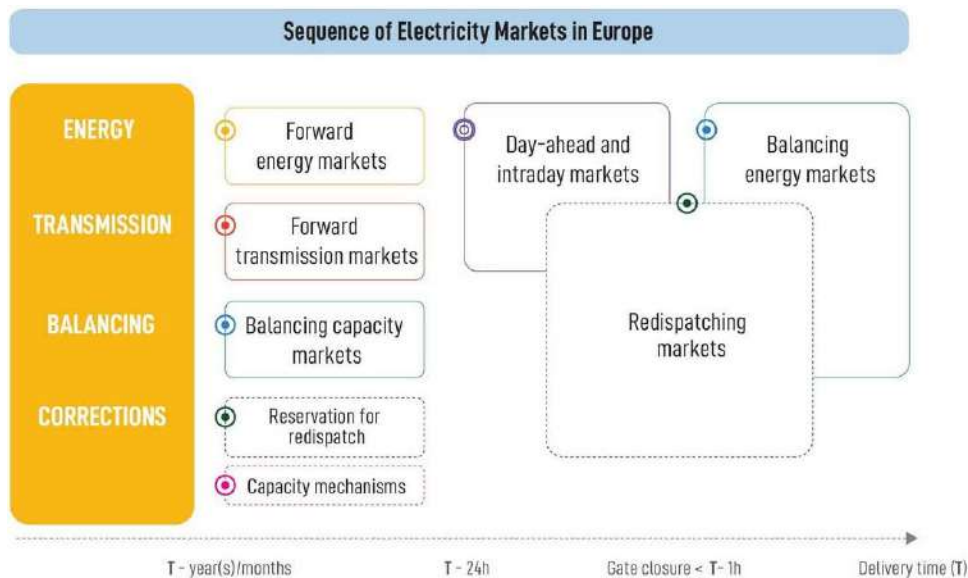 Sequence of Electricity Markets in Europe
ENERGY
Forward
energy markets
Day-ahead and
intraday markets
Balancing
energy markets
TRANSMISSION
Forward
transmission markets
BALANCING
Balancing capacity
markets
Redispatching
markets
CORRECTIONS
Reservation for
redispatch
Capacity mechanisms
T - year(s)/months
T - 24h
Gate closure < T- 1h
Delivery time (T)